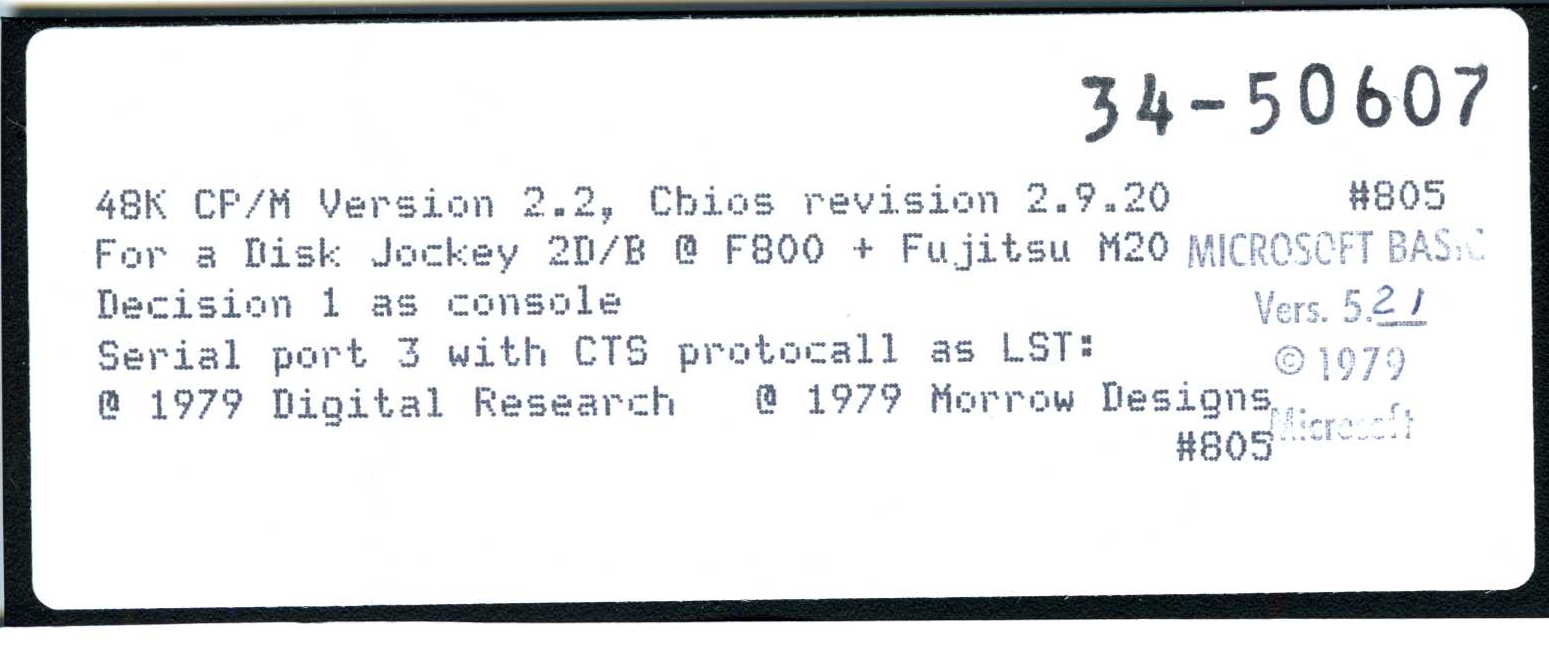 34-50607
48K CP/M Version 2.2, Cbios revision 2.9.20 #805
For a Disk Jockey 2D/B @ F800 + Fujitsu M20 MICROSOFT BASIC
Decision 1 as console Vers. 5.21
Serial port 3 with CTS protocall as LST: © 1979
@ 1979 Digital Research @ 1979 Morrow Designs Microsoft
#805